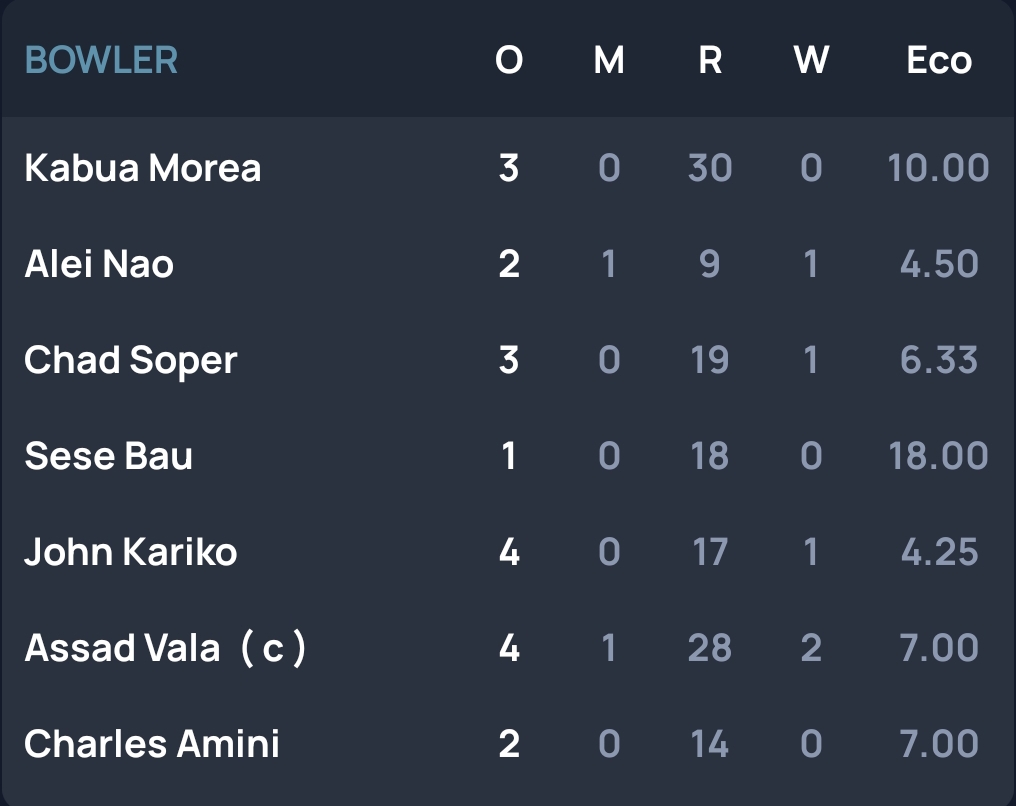 BOWLER O M R W Eco
Kabua Morea 3 0 30 0 10.00
Alei Nao 2 1 9 1 4.50
Chad Soper 3 0 19 1 6.33
Sese Bau 1 0 18 0 18.00
John Kariko 4 0 17 1 4.25
Assad Vala ( c ) 4 1 28 2 7.00
Charles Amini 2 0 14 0 7.00